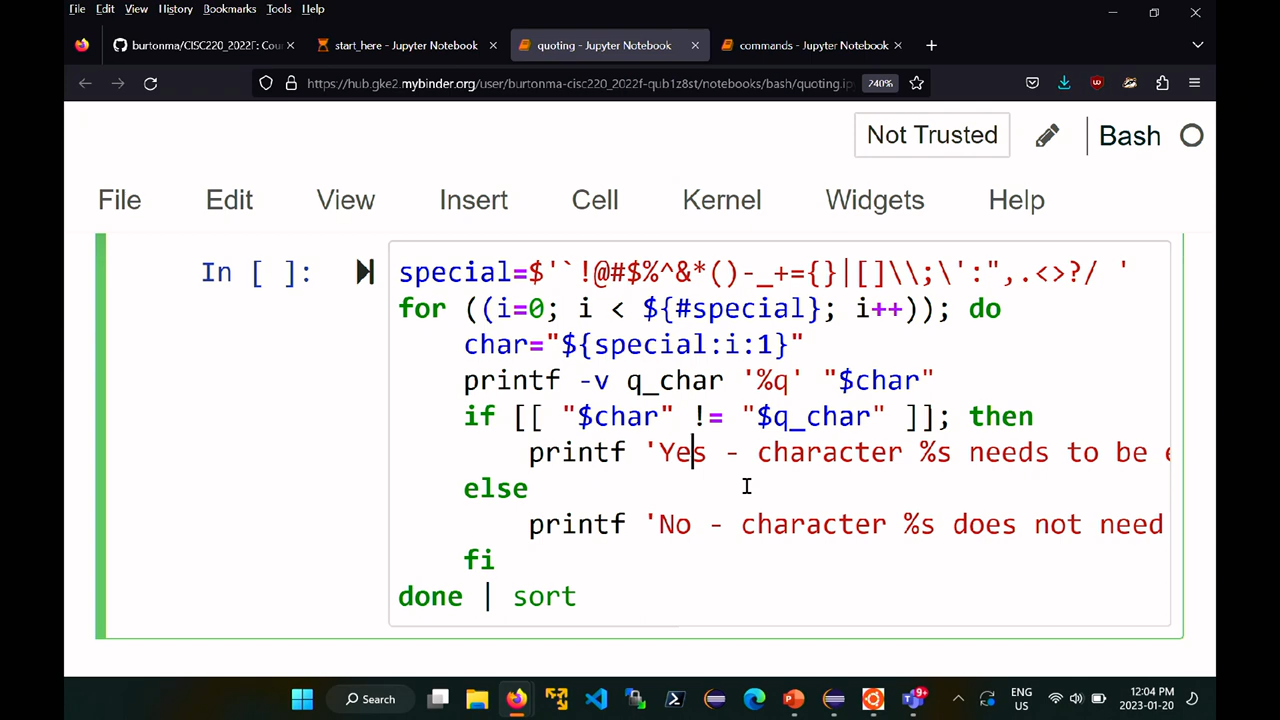 File Edit View History Bookmarks Tools Help
burtonma/CISC220_2022F: Cou
start_here - Jupyter Notebook
quoting - Jupyter Notebook
commands - Jupyter Notebook
https://hub.gke2.mybinder.org/user/burtonma-cisc220_2022f-qub1z8st/notebooks/bash/quoting.ip
240%
Not Trusted
Bash
File Edit View Insert Cell Kernel Widgets Help
In [ ]:
special=$'`!@#$%^&*()-_+={}|[]\\;\':",.<>?/ '
for ((i=0; i < ${#special}; i++)); do
    char="${special:i:1}"
    printf -v q_char '%q' "$char"
    if [[ "$char" != "$q_char" ]]; then
        printf 'Yes - character %s needs to be e
    else
        printf 'No - character %s does not need
    fi
done | sort
Search
9+
ENG
US
12:04 PM
2023-01-20